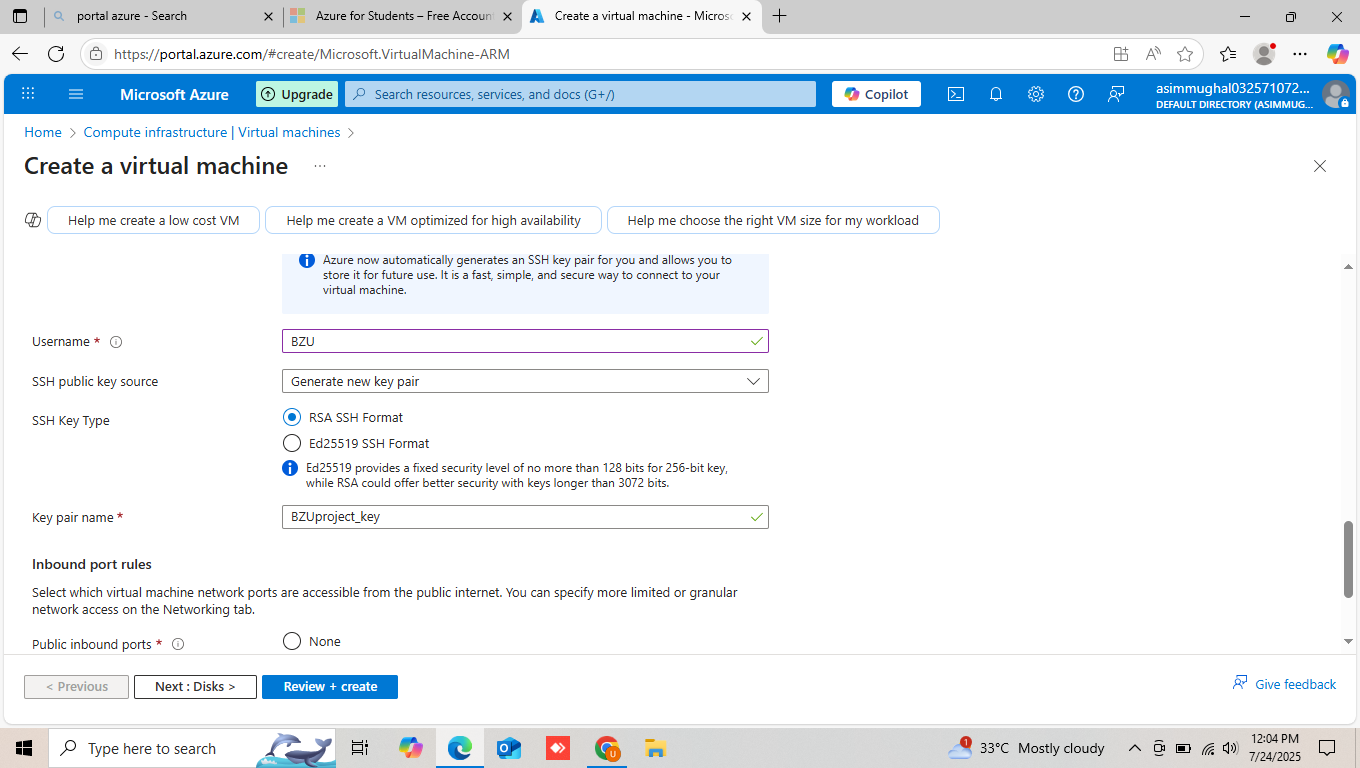 portal azure - Search
Azure for Students – Free Accoun
Create a virtual machine - Micros
https://portal.azure.com/#create/Microsoft.VirtualMachine-ARM
Microsoft Azure
Upgrade
Search resources, services, and docs (G+/)
Copilot
asimmughal032571072...
DEFAULT DIRECTORY (ASIMMUG...
Home > Compute infrastructure | Virtual machines >
Create a virtual machine ...
Help me create a low cost VM
Help me create a VM optimized for high availability
Help me choose the right VM size for my workload
Azure now automatically generates an SSH key pair for you and allows you to
store it for future use. It is a fast, simple, and secure way to connect to your
virtual machine.
Username *
BZU
SSH public key source
Generate new key pair
SSH Key Type
RSA SSH Format
Ed25519 SSH Format
Ed25519 provides a fixed security level of no more than 128 bits for 256-bit key,
while RSA could offer better security with keys longer than 3072 bits.
Key pair name *
BZUproject_key
Inbound port rules
Select which virtual machine network ports are accessible from the public internet. You can specify more limited or granular
network access on the Networking tab.
Public inbound ports *
None
< Previous
Next : Disks >
Review + create
Give feedback
Type here to search
33°C Mostly cloudy
12:04 PM
7/24/2025